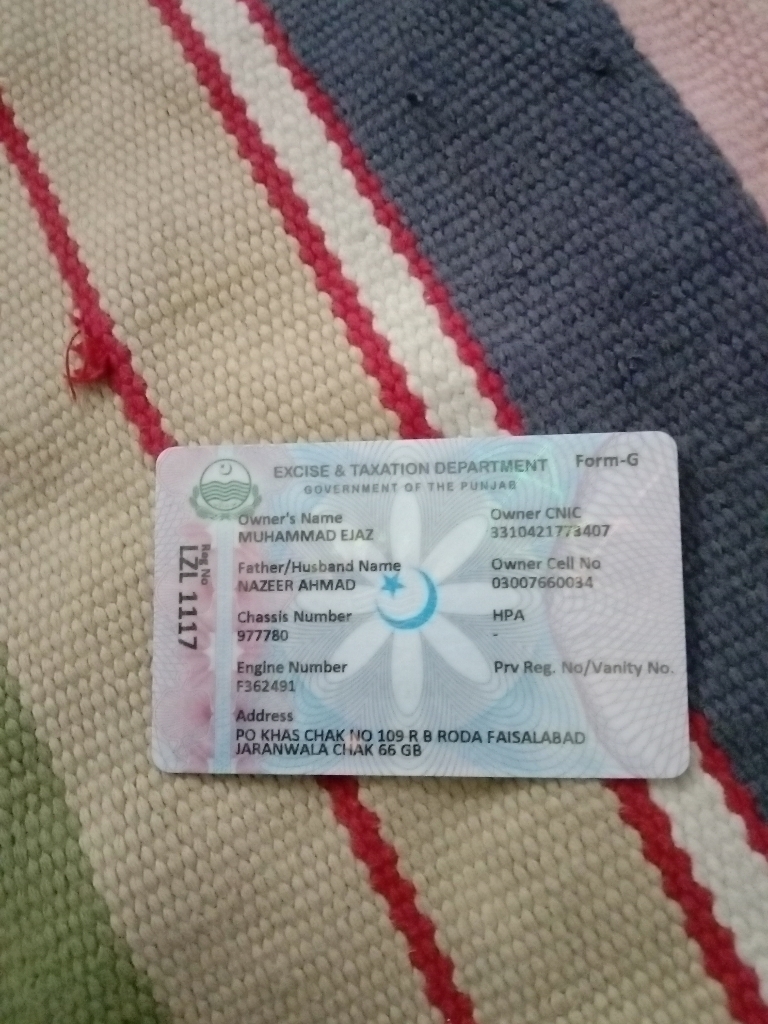 EXCISE & TAXATION DEPARTMENT
Form-G
GOVERNMENT OF THE PUNJAB
Reg No
LZL 1117
Owner's Name
MUHAMMAD EJAZ
Owner CNIC
3310421773407
Father/Husband Name
NAZEER AHMAD
Owner Cell No
03007660034
Chassis Number
977780
HPA
-
Engine Number
F362491
Prv Reg. No/Vanity No.
Address
PO KHAS CHAK NO 109 R B RODA FAISALABAD
JARANWALA CHAK 66 GB